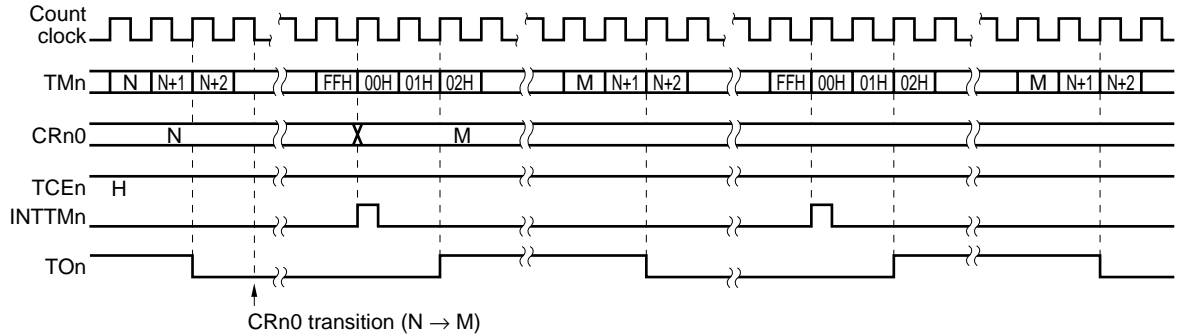 Count
clock
TMn N N+1 N+2 FFH 00H 01H 02H M N+1 N+2 FFH 00H 01H 02H M N+1 N+2
CRn0 N M
TCEn H
INTTMn
TOn
CRn0 transition (N → M)